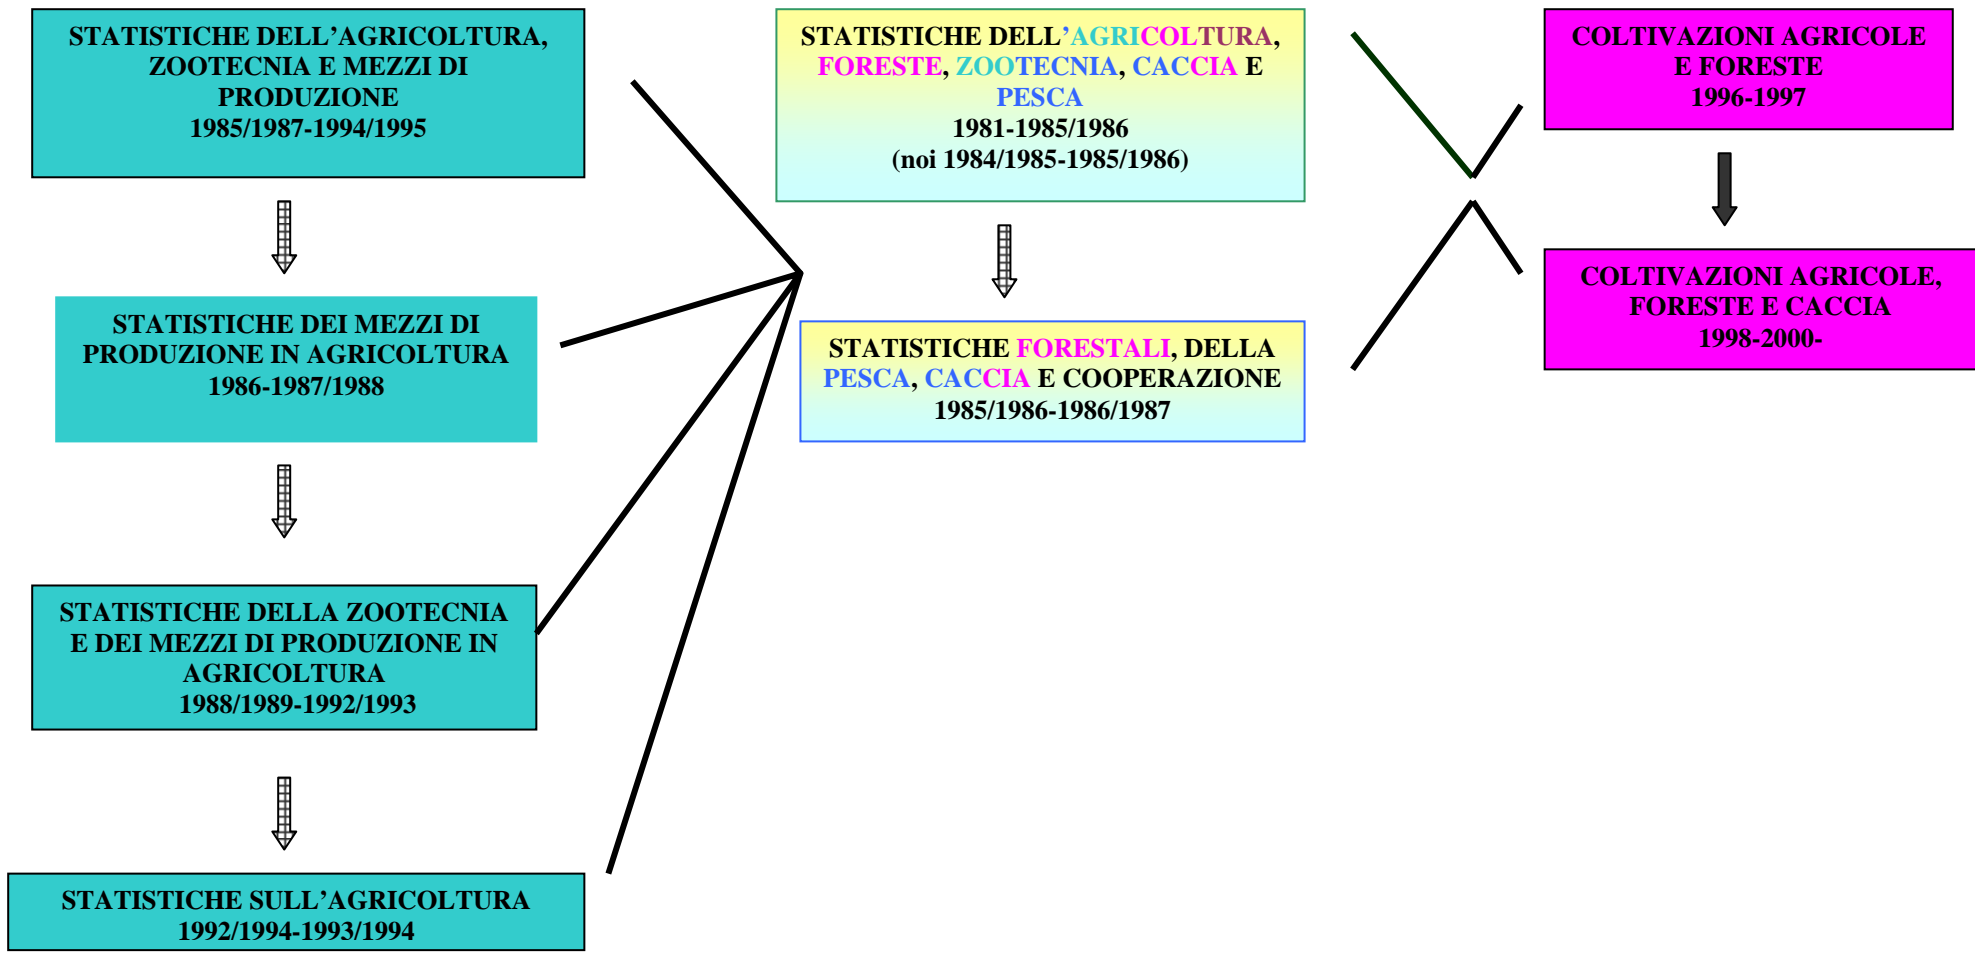 STATISTICHE DELL’AGRICOLTURA,
ZOOTECNIA E MEZZI DI
PRODUZIONE
1985/1987-1994/1995
STATISTICHE DEI MEZZI DI
PRODUZIONE IN AGRICOLTURA
1986-1987/1988
STATISTICHE DELLA ZOOTECNIA
E DEI MEZZI DI PRODUZIONE IN
AGRICOLTURA
1988/1989-1992/1993
STATISTICHE SULL’AGRICOLTURA
1992/1994-1993/1994
STATISTICHE DELL’AGRICOLTURA,
FORESTE, ZOOTECNIA, CACCIA E
PESCA
1981-1985/1986
(noi 1984/1985-1985/1986)
STATISTICHE FORESTALI, DELLA
PESCA, CACCIA E COOPERAZIONE
1985/1986-1986/1987
COLTIVAZIONI AGRICOLE
E FORESTE
1996-1997
COLTIVAZIONI AGRICOLE,
FORESTE E CACCIA
1998-2000-